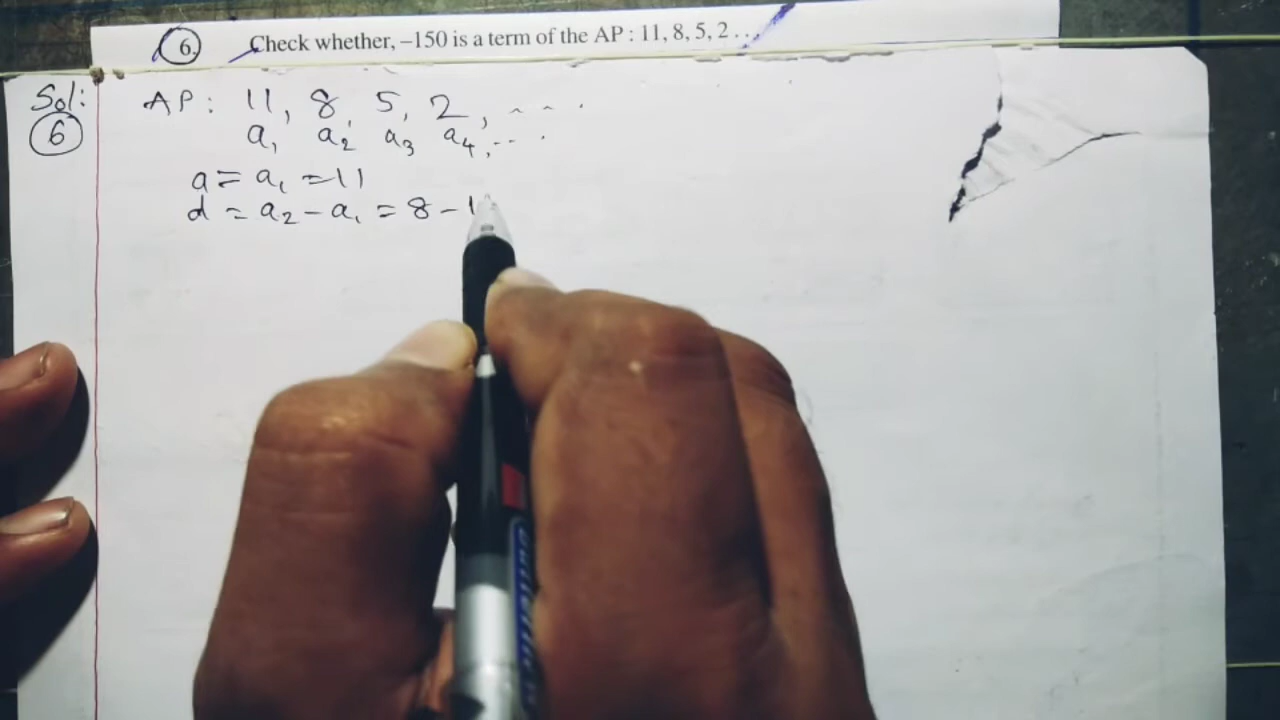 6. Check whether, –150 is a term of the AP : 11, 8, 5, 2 . . .
Sol: AP : 11, 8, 5, 2, ....
6 a₁ a₂ a₃ a₄, ...
a = a₁ = 11
d = a₂ - a₁ = 8 - 1